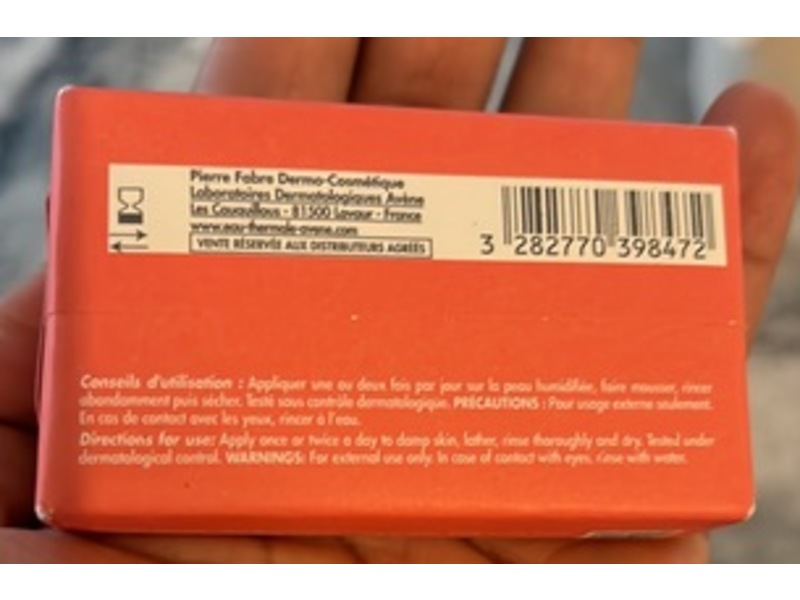 Pierre Fabre Dermo-Cosmétique
Laboratoires Dermatologiques Avène
Les Cauquillous - 81500 Lavaur - France
www.eau-thermale-avene.com
VENTE RÉSERVÉE AUX DISTRIBUTEURS AGRÉÉS
3 282770 398472
Conseils d'utilisation : Appliquer une ou deux fois par jour sur la peau humidifiée, faire mousser, rincer
abondamment puis sécher. Testé sous contrôle dermatologique. PRÉCAUTIONS : Pour usage externe seulement.
En cas de contact avec les yeux, rincer à l'eau.
Directions for use: Apply once or twice a day to damp skin, lather, rinse thoroughly and dry. Tested under
dermatological control. WARNINGS: For external use only. In case of contact with eyes, rinse with water.